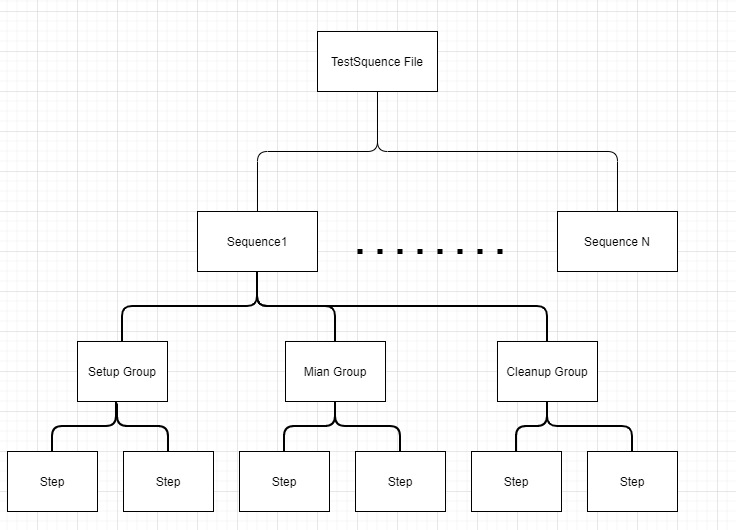 TestSquence File
Sequence1
Sequence N
Setup Group
Mian Group
Cleanup Group
Step
Step
Step
Step
Step
Step